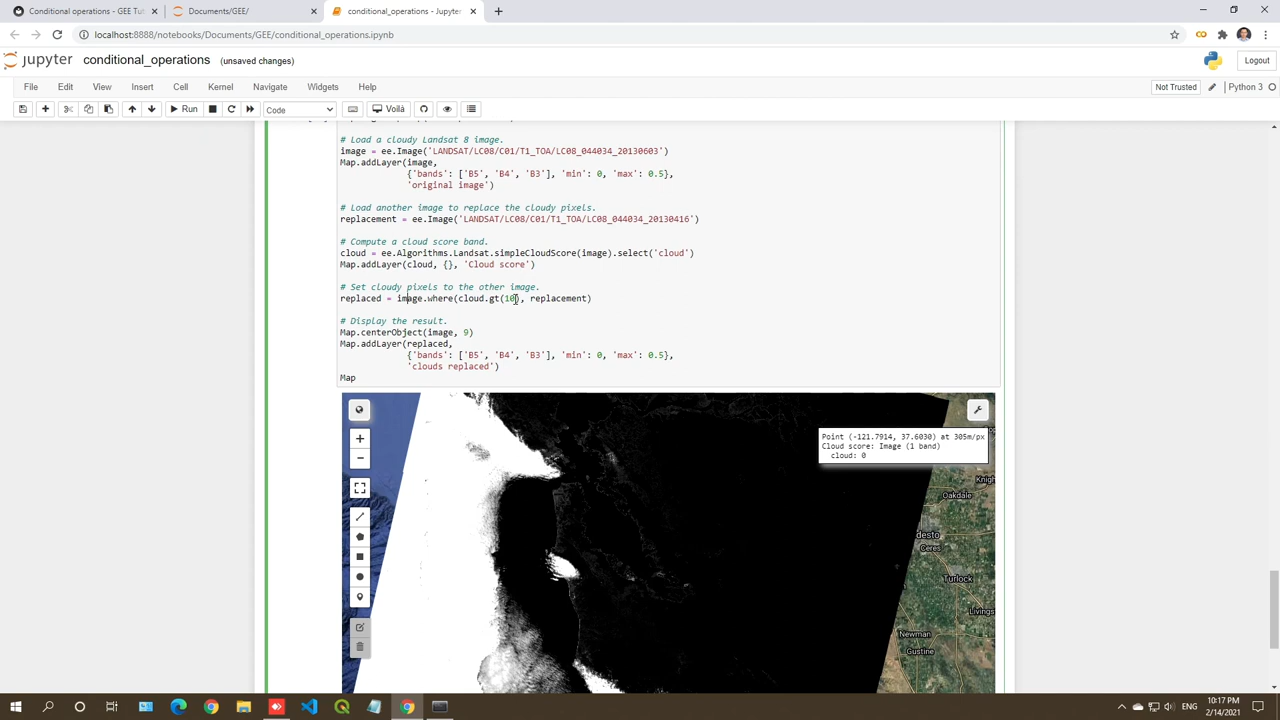 Conditional operations - GEE Tut
Documents/GEE/
conditional_operations - Jupyter
localhost:8888/notebooks/Documents/GEE/conditional_operations.ipynb
jupyter conditional_operations (unsaved changes)
Logout
File Edit View Insert Cell Kernel Navigate Widgets Help
Not Trusted
Python 3
Run
Code
Voilà
# Load a cloudy Landsat 8 image.
image = ee.Image('LANDSAT/LC08/C01/T1_TOA/LC08_044034_20130603')
Map.addLayer(image,
{'bands': ['B5', 'B4', 'B3'], 'min': 0, 'max': 0.5},
'original image')
# Load another image to replace the cloudy pixels.
replacement = ee.Image('LANDSAT/LC08/C01/T1_TOA/LC08_044034_20130416')
# Compute a cloud score band.
cloud = ee.Algorithms.Landsat.simpleCloudScore(image).select('cloud')
Map.addLayer(cloud, {}, 'Cloud score')
# Set cloudy pixels to the other image.
replaced = image.where(cloud.gt(10), replacement)
# Display the result.
Map.centerObject(image, 9)
Map.addLayer(replaced,
{'bands': ['B5', 'B4', 'B3'], 'min': 0, 'max': 0.5},
'clouds replaced')
Map
+
−
Point (-121.7914, 37.6030) at 305m/px
Cloud score: Image (1 band)
cloud: 0
Knigh
Oakdale
desto
Ceres
Turlock
Livings
Newman
Gustine
ENG
10:17 PM
2/14/2021